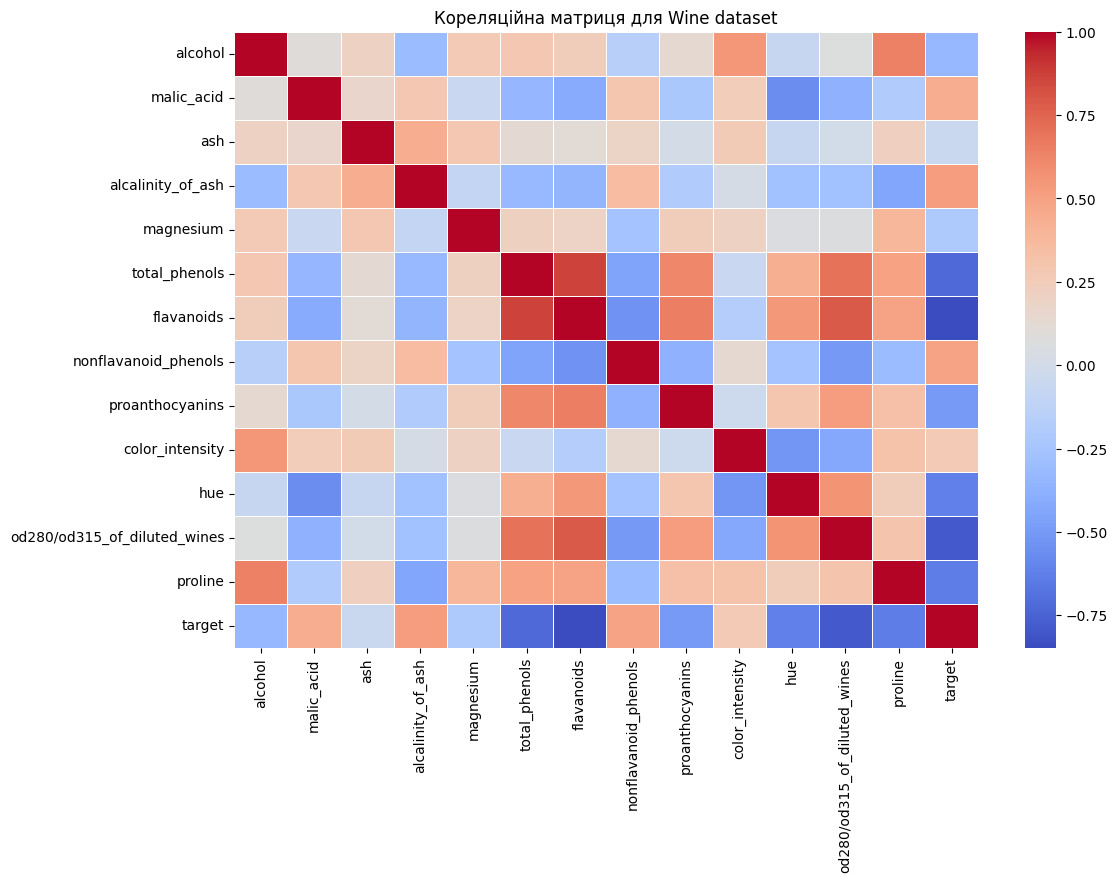 Кореляційна матриця для Wine dataset
alcohol
malic_acid
ash
alcalinity_of_ash
magnesium
total_phenols
flavanoids
nonflavanoid_phenols
proanthocyanins
color_intensity
hue
od280/od315_of_diluted_wines
proline
target
alcohol
malic_acid
ash
alcalinity_of_ash
magnesium
total_phenols
flavanoids
nonflavanoid_phenols
proanthocyanins
color_intensity
hue
od280/od315_of_diluted_wines
proline
target
1.00
0.75
0.50
0.25
0.00
−0.25
−0.50
−0.75